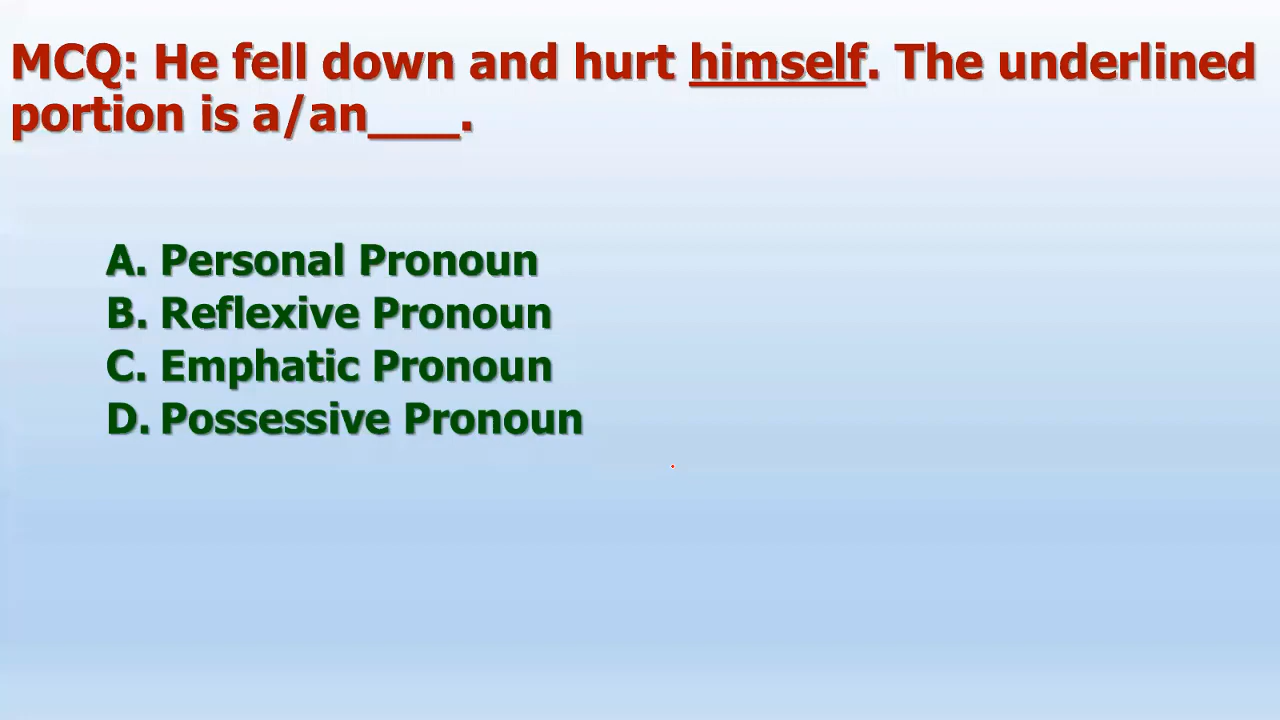 MCQ: He fell down and hurt himself. The underlined
portion is a/an___.
A. Personal Pronoun
B. Reflexive Pronoun
C. Emphatic Pronoun
D. Possessive Pronoun